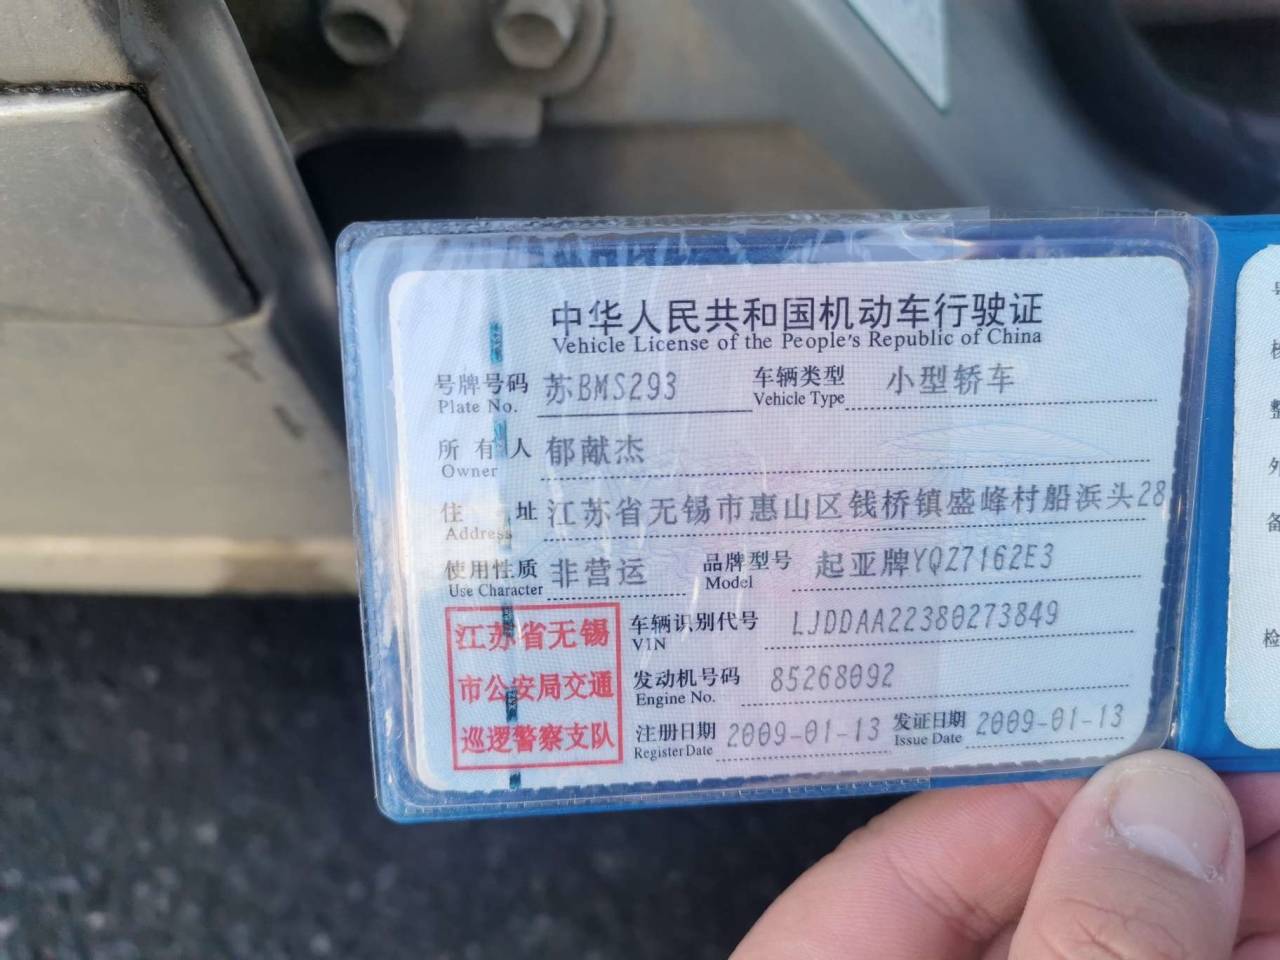 中华人民共和国机动车行驶证
Vehicle License of the People's Republic of China
号牌号码 苏BMS293 车辆类型 小型轿车
Plate No. Vehicle Type
所有人 郁献杰
Owner
住址 江苏省无锡市惠山区钱桥镇盛峰村船浜头28
Address
使用性质 非营运 品牌型号 起亚牌YQZ7162E3
Use Character Model
江苏省无锡
市公安局交通
巡逻警察支队
车辆识别代号 LJDDAA22380273849
VIN
发动机号码 85268092
Engine No.
注册日期 2009-01-13 发证日期 2009-01-13
Register Date Issue Date